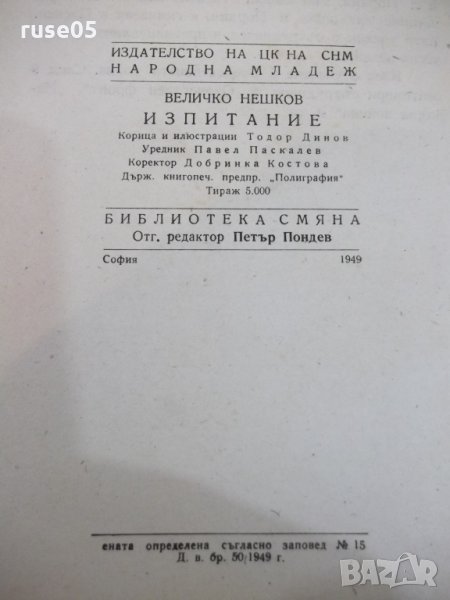 ruse05
ИЗДАТЕЛСТВО НА ЦК НА СНМ
НАРОДНА МЛАДЕЖ
ВЕЛИЧКО НЕШКОВ
ИЗПИТАНИЕ
Корица и илюстрации Тодор Динов
Уредник Павел Паскалев
Коректор Добринка Костова
Държ. книгопеч. предпр. „Полиграфия"
Тираж 5.000
БИБЛИОТЕКА СМЯНА
Отг. редактор Петър Пондев
София 1949
ената определена съгласно заповед № 15
Д. в. бр. 50/1949 г.
BAZAR